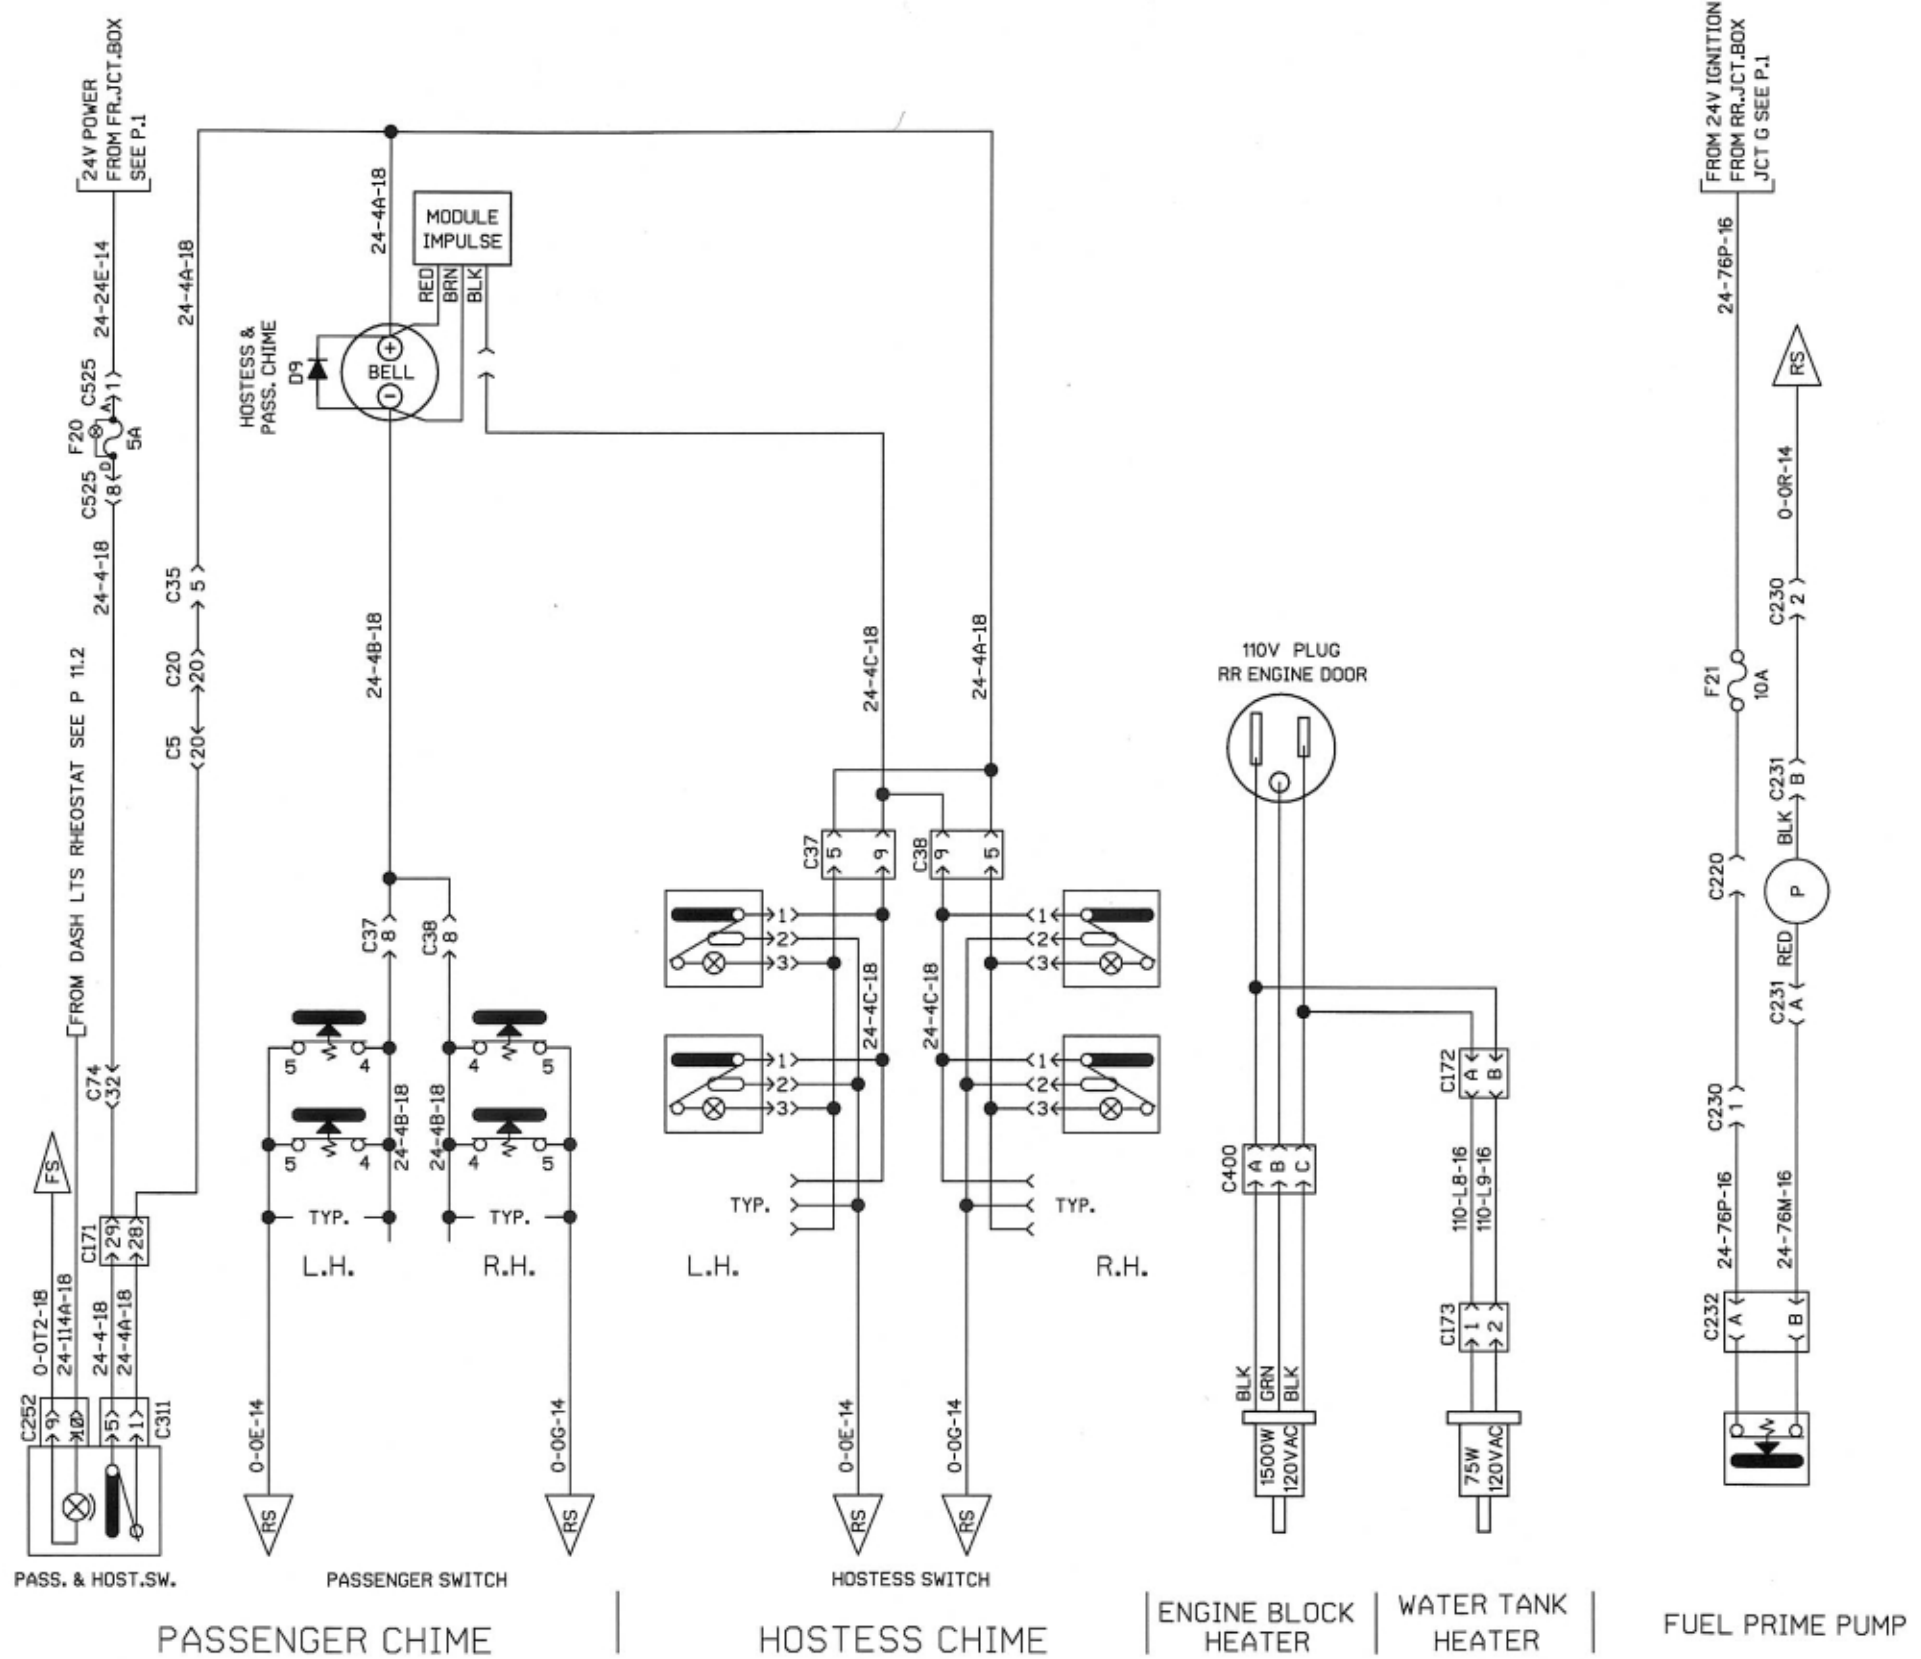 24V POWER
FROM FR.JCT.BOX
SEE P.1
24-24E-14
C525
1
A
F20
5A
D
C525
8
24-4-18
FROM DASH LTS RHEOSTAT SEE P 11.2
C74
32
FS
C171
29
28
0-0T2-18
24-114A-18
24-4-18
24-4A-18
C252
9
10
5
1
C311
PASS. & HOST.SW.
24-4A-18
C35
5
C20
20
C5
20
24-4A-18
MODULE
IMPULSE
RED
BRN
BLK
HOSTESS &
PASS. CHIME
D9
+
BELL
-
24-4B-18
C37
8
C38
8
5
4
4
5
5
4
4
5
24-4B-18
24-4B-18
TYP.
TYP.
L.H.
R.H.
0-0E-14
0-0G-14
RS
RS
PASSENGER SWITCH
PASSENGER CHIME
24-4C-18
24-4A-18
C37
5
9
C38
9
5
1
2
3
1
2
3
24-4C-18
24-4C-18
1
2
3
1
2
3
TYP.
TYP.
L.H.
R.H.
0-0E-14
0-0G-14
RS
RS
HOSTESS SWITCH
HOSTESS CHIME
110V PLUG
RR ENGINE DOOR
C400
A
B
C
BLK
GRN
BLK
1500W
120VAC
ENGINE BLOCK
HEATER
C172
A
B
110-L8-16
110-L9-16
C173
1
2
75W
120VAC
WATER TANK
HEATER
FROM 24V IGNITION
FROM RR.JCT.BOX
JCT G SEE P.1
24-76P-16
RS
0-0R-14
C230
2
F21
10A
C231
B
BLK
C220
P
RED
C231
A
C230
1
24-76P-16
24-76M-16
C232
A
B
FUEL PRIME PUMP